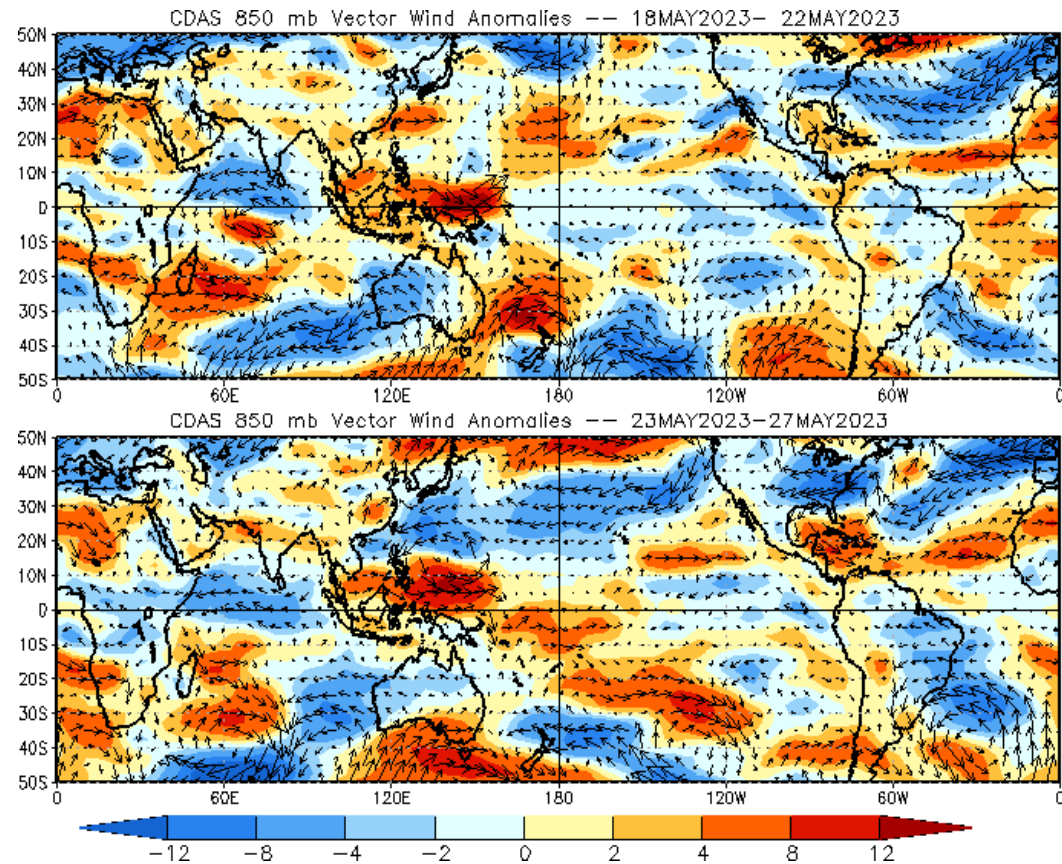 CDAS 850 mb Vector Wind Anomalies -- 18MAY2023- 22MAY2023
50N
40N
30N
20N
10N
0
10S
20S
30S
40S
50S
0 60E 120E 180 120W 60W 0
CDAS 850 mb Vector Wind Anomalies -- 23MAY2023-27MAY2023
50N
40N
30N
20N
10N
0
10S
20S
30S
40S
50S
0 60E 120E 180 120W 60W 0
-12 -8 -4 -2 0 2 4 8 12